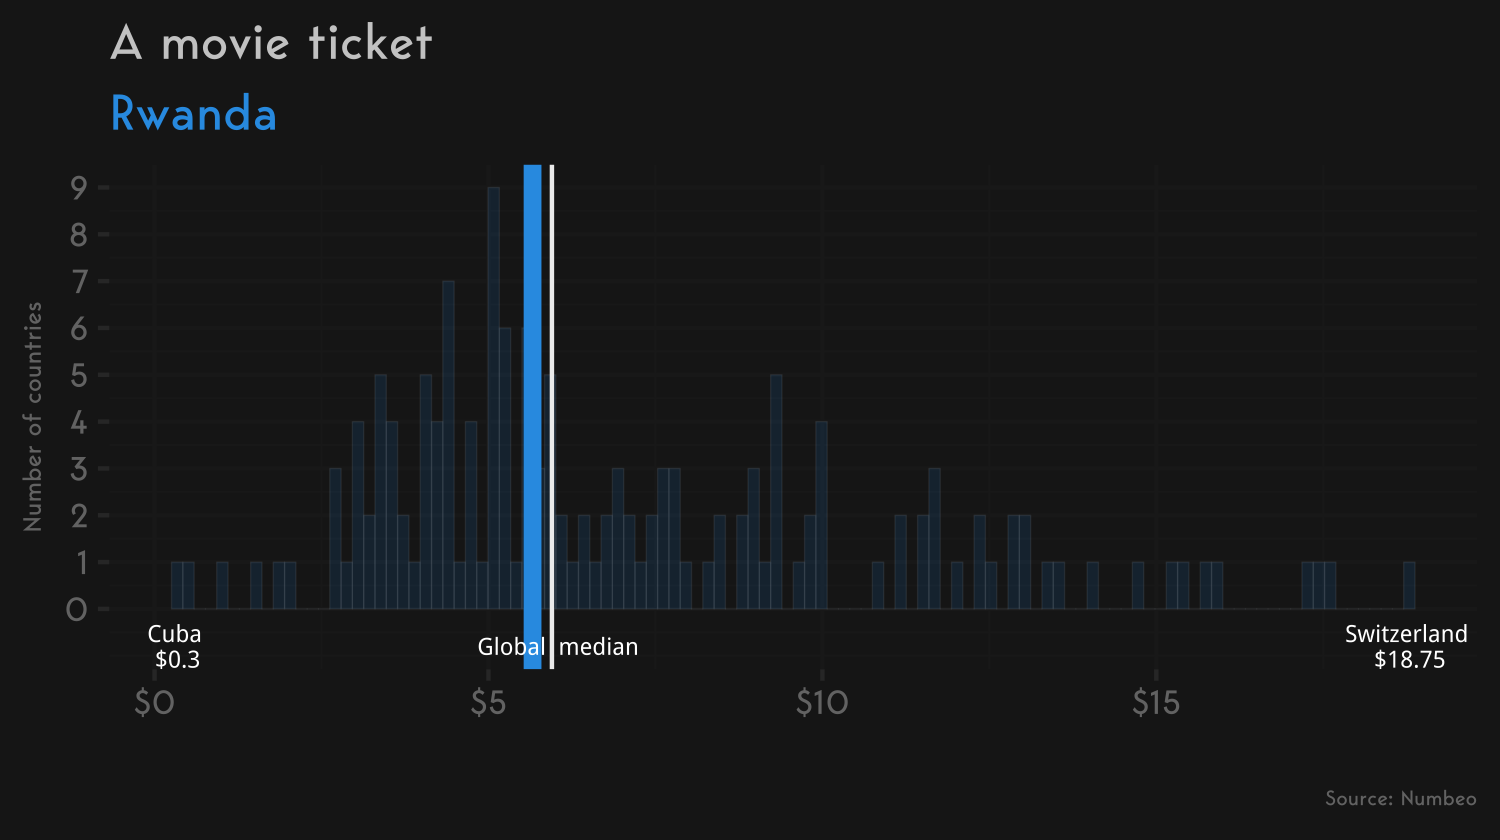 A movie ticket
Rwanda
Number of countries
9
8
7
6
5
4
3
2
1
0
Cuba
$0.3
Global median
Switzerland
$18.75
$0 $5 $10 $15
Source: Numbeo